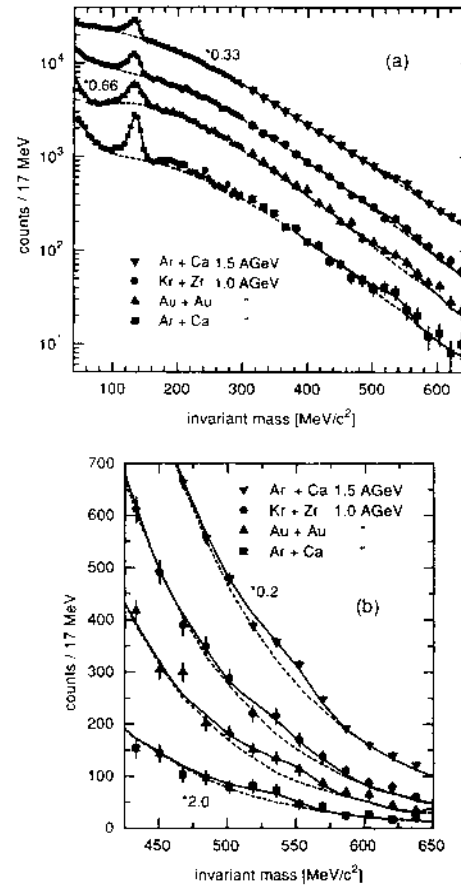 10⁴
10³
10²
10¹
counts / 17 MeV
*0.33
(a)
*0.66
Ar + Ca 1.5 AGeV
Kr + Zr 1.0 AGeV
Au + Au "
Ar + Ca "
100 200 300 400 500 600
invariant mass [MeV/c²]
700
600
500
400
300
200
100
0
counts / 17 MeV
Ar + Ca 1.5 AGeV
Kr + Zr 1.0 AGeV
Au + Au "
Ar + Ca "
*0.2
(b)
*2.0
450 500 550 600 650
invariant mass [MeV/c²]